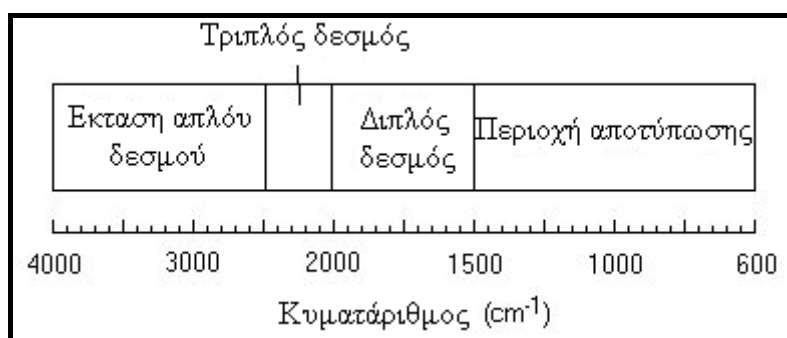 Τριπλός δεσμός
Εκταση απλόυ
δεσμού
Διπλός
δεσμός
Περιοχή αποτύπωσης
4000 3000 2000 1500 1000 600
Κυματάριθμος (cm⁻¹)